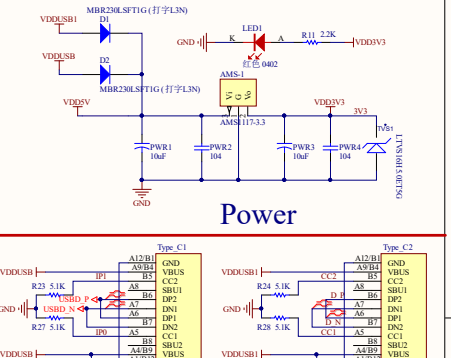 MBR230LSFT1G (打字L3N)
VDDUSB1
D1
LED1
GND
K
A
R11
2.2K
VDD3V3
VDDUSB
红色 0402
D2
AMS-1
MBR230LSFT1G (打字L3N)
Vi
G
Vo
VDD5V
VDD3V3
3V3
AMS1117-3.3
TVS1
PWR1
10uF
PWR2
104
PWR3
10uF
PWR4
104
GND
Power
Type_C1
Type_C2
A12/B1
GND
A12/B1
GND
VDDUSB
A9/B4
VBUS
VDDUSB1
A9/B4
VBUS
IP1
B5
CC2
CC2
B5
CC2
R23 5.1K
A8
SBU1
R24 5.1K
A8
SBU1
USBD_P
B6
DP2
D_P
B6
DP2
GND
USBD_N
A7
DN1
GND
A7
DN1
A6
DP1
A6
DP1
R27 5.1K
B7
DN2
R28 5.1K
D_N
B7
DN2
IP0
A5
CC1
CC1
A5
CC1
B8
SBU2
B8
SBU2
VDDUSB
A4/B9
VBUS
VDDUSB1
A4/B9
VBUS